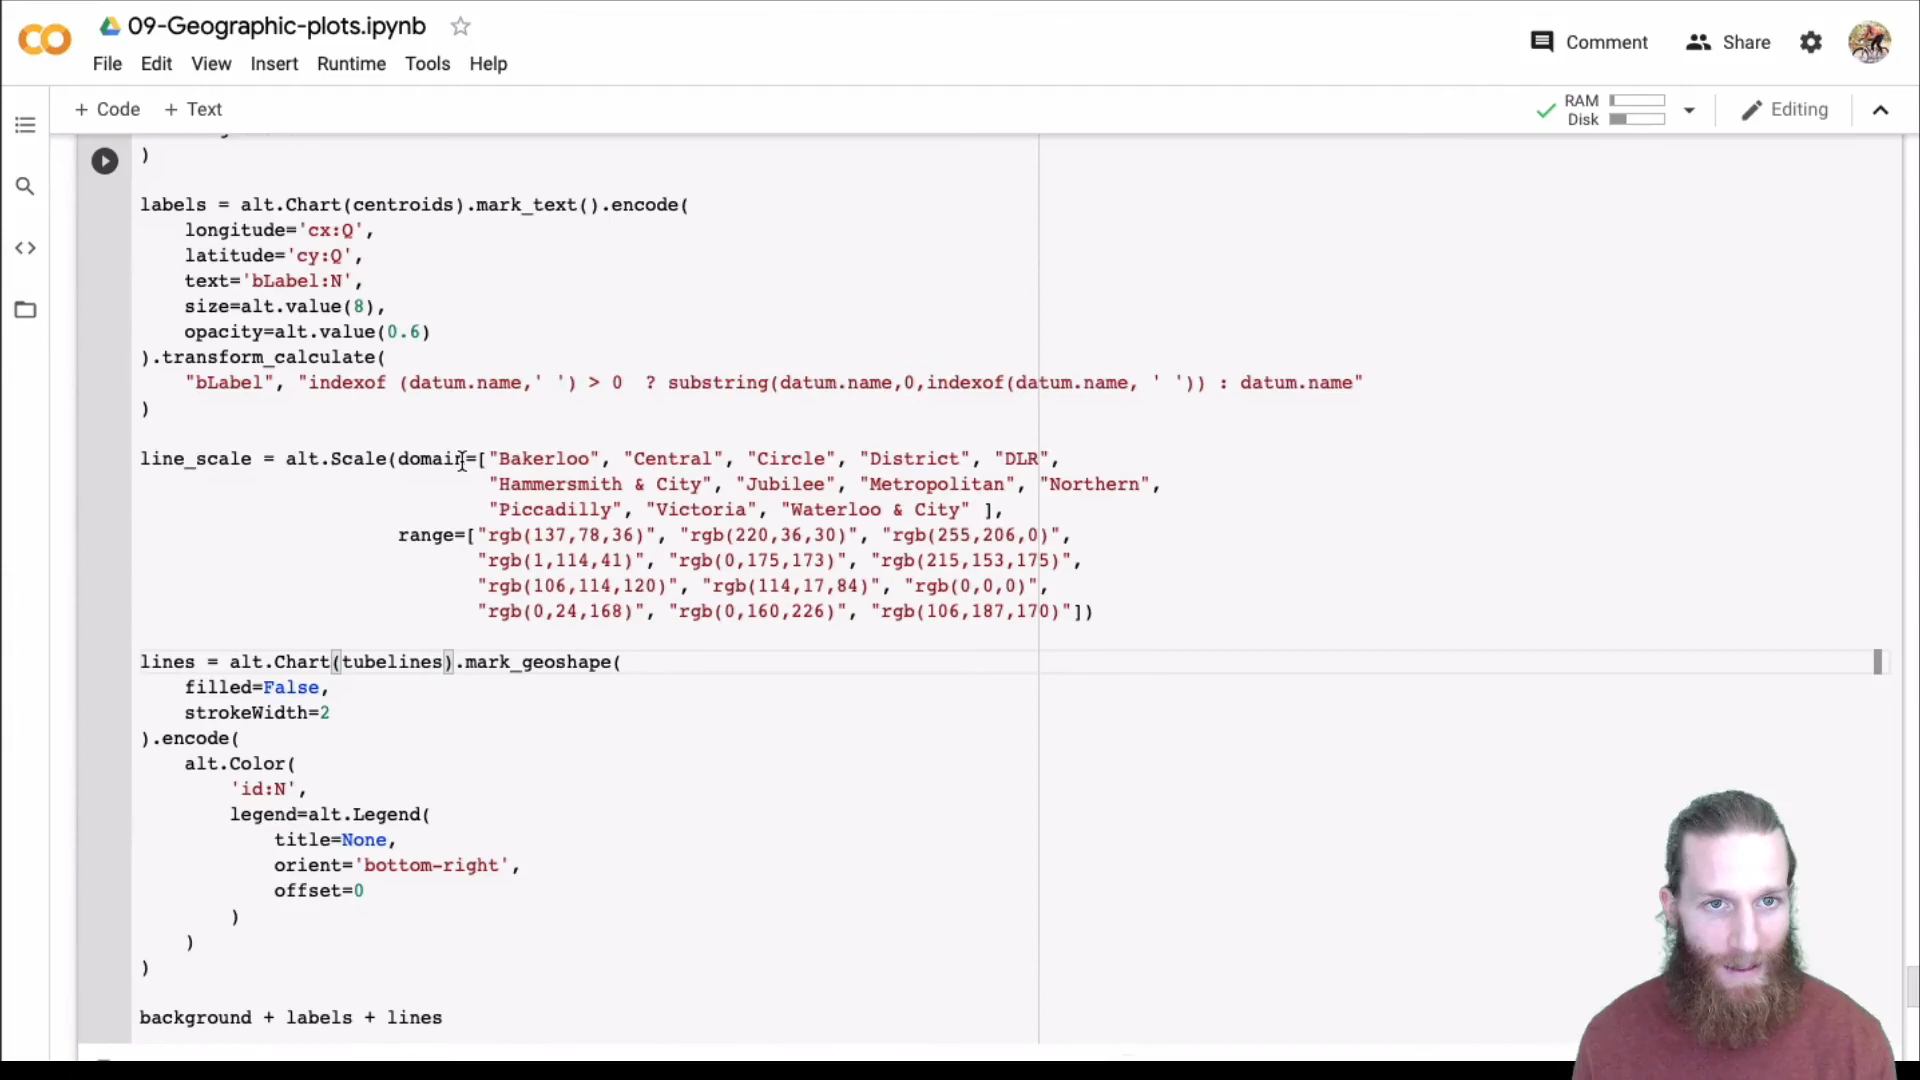 09-Geographic-plots.ipynb
File Edit View Insert Runtime Tools Help
Comment Share
+ Code + Text
RAM
Disk
Editing
)
labels = alt.Chart(centroids).mark_text().encode(
longitude='cx:Q',
latitude='cy:Q',
text='bLabel:N',
size=alt.value(8),
opacity=alt.value(0.6)
).transform_calculate(
"bLabel", "indexof (datum.name,' ') > 0  ? substring(datum.name,0,indexof(datum.name, ' ')) : datum.name"
)
line_scale = alt.Scale(domain=["Bakerloo", "Central", "Circle", "District", "DLR",
"Hammersmith & City", "Jubilee", "Metropolitan", "Northern",
"Piccadilly", "Victoria", "Waterloo & City" ],
range=["rgb(137,78,36)", "rgb(220,36,30)", "rgb(255,206,0)",
"rgb(1,114,41)", "rgb(0,175,173)", "rgb(215,153,175)",
"rgb(106,114,120)", "rgb(114,17,84)", "rgb(0,0,0)",
"rgb(0,24,168)", "rgb(0,160,226)", "rgb(106,187,170)"])
lines = alt.Chart(tubelines).mark_geoshape(
filled=False,
strokeWidth=2
).encode(
alt.Color(
'id:N',
legend=alt.Legend(
title=None,
orient='bottom-right',
offset=0
)
)
)
background + labels + lines